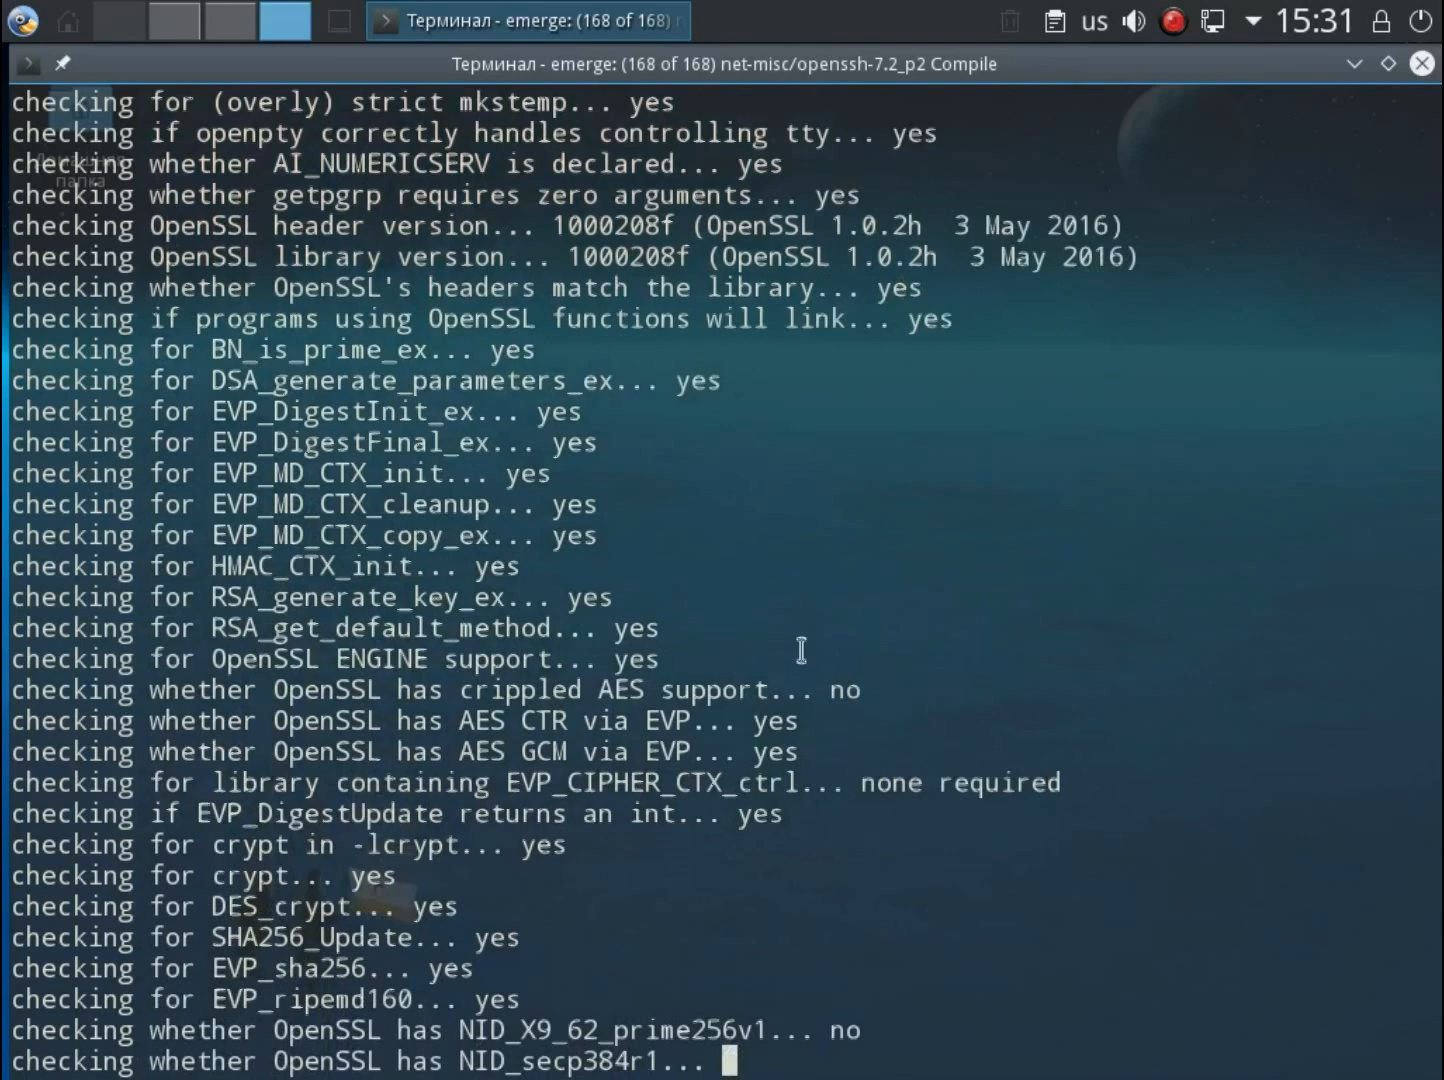 Терминал - emerge: (168 of 168)
us
15:31
Терминал - emerge: (168 of 168) net-misc/openssh-7.2_p2 Compile
checking for (overly) strict mkstemp... yes
checking if openpty correctly handles controlling tty... yes
checking whether AI_NUMERICSERV is declared... yes
checking whether getpgrp requires zero arguments... yes
checking OpenSSL header version... 1000208f (OpenSSL 1.0.2h  3 May 2016)
checking OpenSSL library version... 1000208f (OpenSSL 1.0.2h  3 May 2016)
checking whether OpenSSL's headers match the library... yes
checking if programs using OpenSSL functions will link... yes
checking for BN_is_prime_ex... yes
checking for DSA_generate_parameters_ex... yes
checking for EVP_DigestInit_ex... yes
checking for EVP_DigestFinal_ex... yes
checking for EVP_MD_CTX_init... yes
checking for EVP_MD_CTX_cleanup... yes
checking for EVP_MD_CTX_copy_ex... yes
checking for HMAC_CTX_init... yes
checking for RSA_generate_key_ex... yes
checking for RSA_get_default_method... yes
checking for OpenSSL ENGINE support... yes
checking whether OpenSSL has crippled AES support... no
checking whether OpenSSL has AES CTR via EVP... yes
checking whether OpenSSL has AES GCM via EVP... yes
checking for library containing EVP_CIPHER_CTX_ctrl... none required
checking if EVP_DigestUpdate returns an int... yes
checking for crypt in -lcrypt... yes
checking for crypt... yes
checking for DES_crypt... yes
checking for SHA256_Update... yes
checking for EVP_sha256... yes
checking for EVP_ripemd160... yes
checking whether OpenSSL has NID_X9_62_prime256v1... no
checking whether OpenSSL has NID_secp384r1...